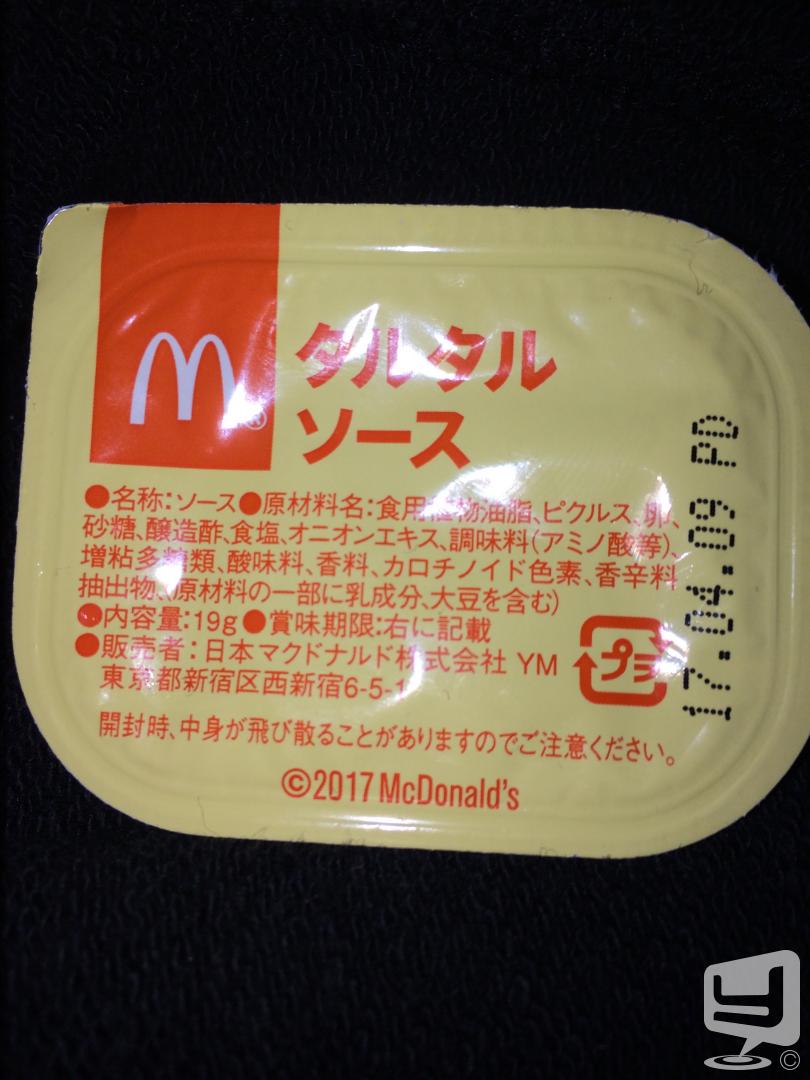 M®
タルタル
ソース
●名称:ソース●原材料名:食用植物油脂、ピクルス、卵、
砂糖、醸造酢、食塩、オニオンエキス、調味料(アミノ酸等)、
増粘多糖類、酸味料、香料、カロチノイド色素、香辛料
抽出物、(原材料の一部に乳成分、大豆を含む)
●内容量:19g●賞味期限:右に記載
●販売者:日本マクドナルド株式会社 YM
東京都新宿区西新宿6-5-1
プラ
開封時、中身が飛び散ることがありますのでご注意ください。
©2017 McDonald's
17.04.09 PD
©